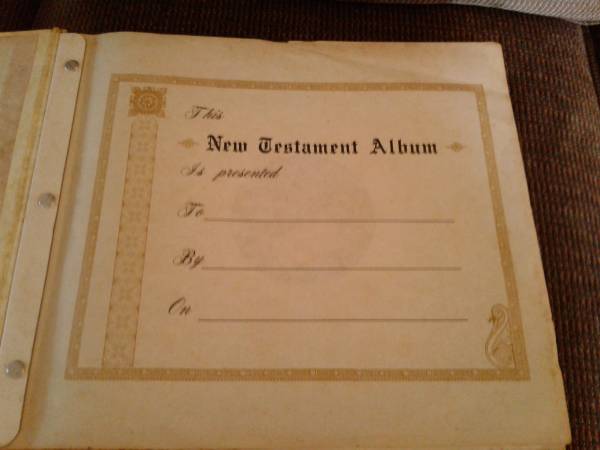 This
New Testament Album
Is presented
To
By
On